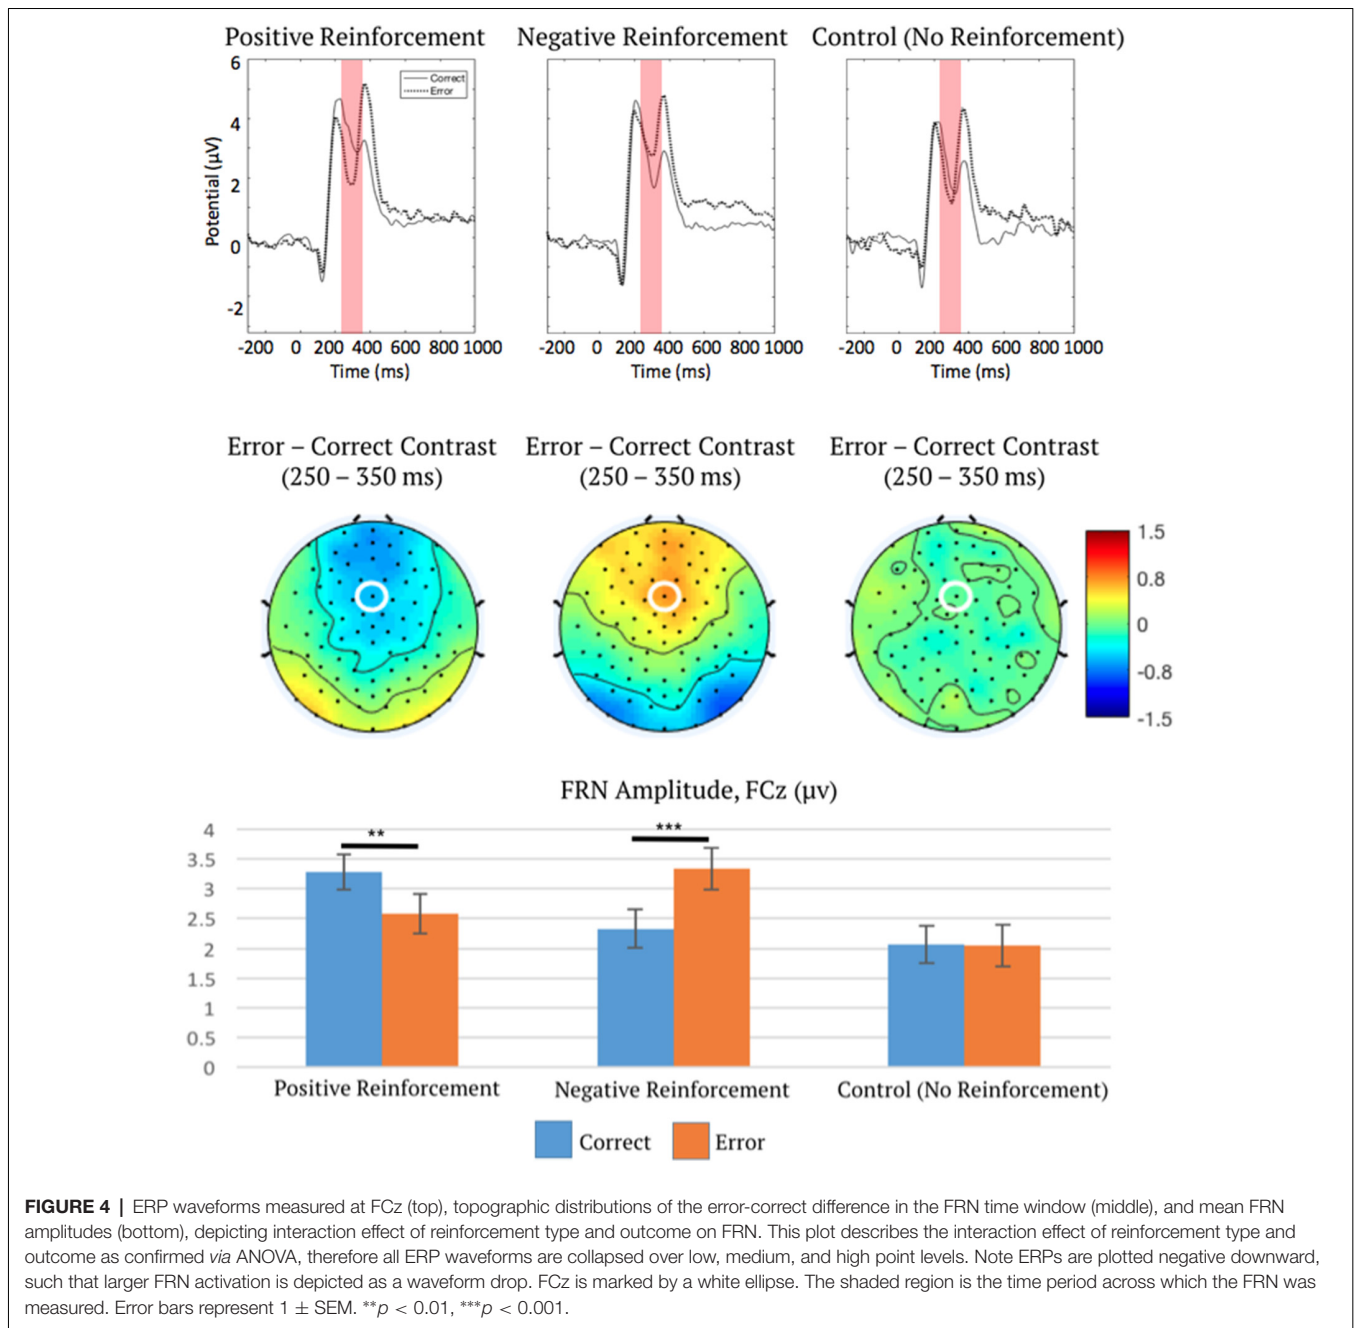 Positive Reinforcement
Negative Reinforcement
Control (No Reinforcement)
6
4
2
0
-2
Potential (µV)
Correct
Error
-200 0 200 400 600 800 1000
Time (ms)
-200 0 200 400 600 800 1000
Time (ms)
-200 0 200 400 600 800 1000
Time (ms)
Error – Correct Contrast
(250 – 350 ms)
Error – Correct Contrast
(250 – 350 ms)
Error – Correct Contrast
(250 – 350 ms)
1.5
0.8
0
-0.8
-1.5
FRN Amplitude, FCz (µv)
4
3.5
3
2.5
2
1.5
1
0.5
0
**
***
Positive Reinforcement
Negative Reinforcement
Control (No Reinforcement)
Correct
Error
FIGURE 4 | ERP waveforms measured at FCz (top), topographic distributions of the error-correct difference in the FRN time window (middle), and mean FRN
amplitudes (bottom), depicting interaction effect of reinforcement type and outcome on FRN. This plot describes the interaction effect of reinforcement type and
outcome as confirmed via ANOVA, therefore all ERP waveforms are collapsed over low, medium, and high point levels. Note ERPs are plotted negative downward,
such that larger FRN activation is depicted as a waveform drop. FCz is marked by a white ellipse. The shaded region is the time period across which the FRN was
measured. Error bars represent 1 ± SEM. **p < 0.01, ***p < 0.001.